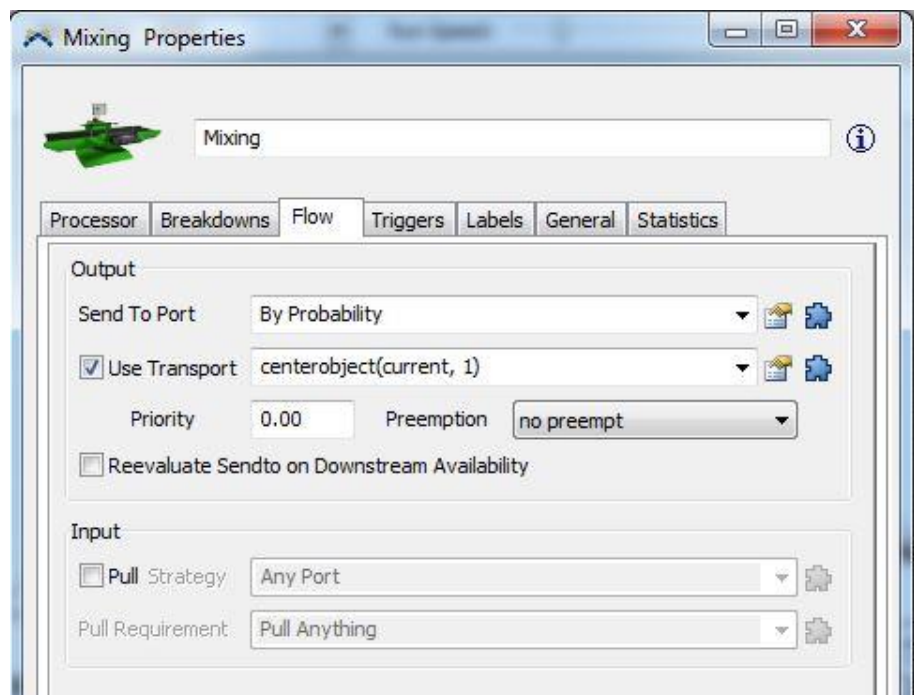 Mixing Properties
Mixing
Processor Breakdowns Flow Triggers Labels General Statistics
Output
Send To Port By Probability
Use Transport centerobject(current, 1)
Priority 0.00 Preemption no preempt
Reevaluate Sendto on Downstream Availability
Input
Pull Strategy Any Port
Pull Requirement Pull Anything